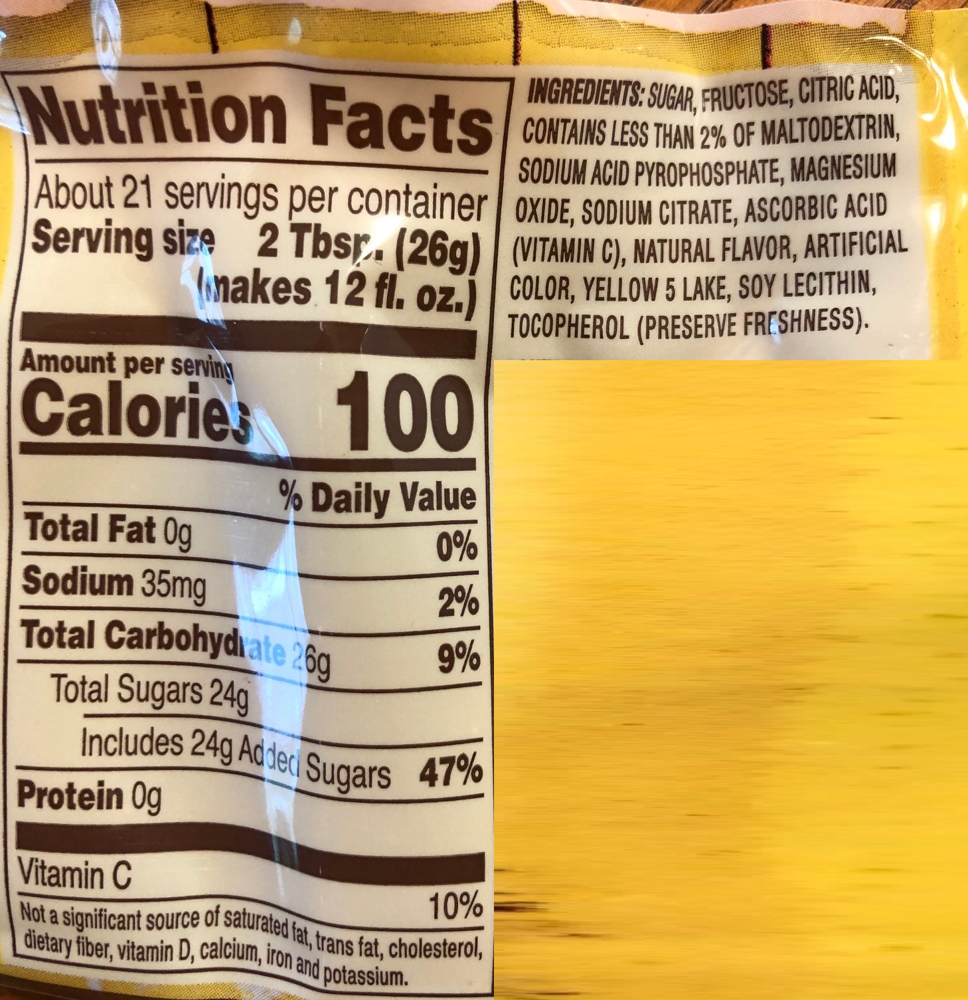 Nutrition Facts
About 21 servings per container
Serving size 2 Tbsp. (26g)
(makes 12 fl. oz.)
Amount per serving
Calories 100
% Daily Value
Total Fat 0g 0%
Sodium 35mg 2%
Total Carbohydrate 26g 9%
Total Sugars 24g
Includes 24g Added Sugars 47%
Protein 0g
Vitamin C 10%
Not a significant source of saturated fat, trans fat, cholesterol,
dietary fiber, vitamin D, calcium, iron and potassium.
INGREDIENTS: SUGAR, FRUCTOSE, CITRIC ACID,
CONTAINS LESS THAN 2% OF MALTODEXTRIN,
SODIUM ACID PYROPHOSPHATE, MAGNESIUM
OXIDE, SODIUM CITRATE, ASCORBIC ACID
(VITAMIN C), NATURAL FLAVOR, ARTIFICIAL
COLOR, YELLOW 5 LAKE, SOY LECITHIN,
TOCOPHEROL (PRESERVE FRESHNESS).